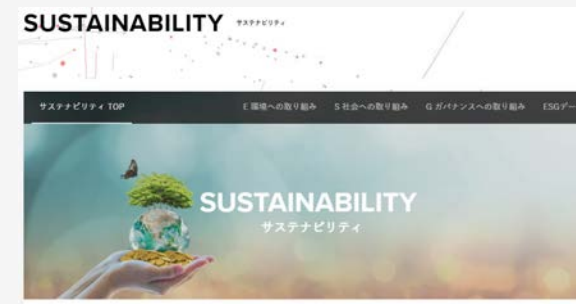 SUSTAINABILITY サステナビリティ
サステナビリティ TOP E 環境への取り組み S 社会への取り組み G ガバナンスへの取り組み ESGデー
SUSTAINABILITY
サステナビリティ